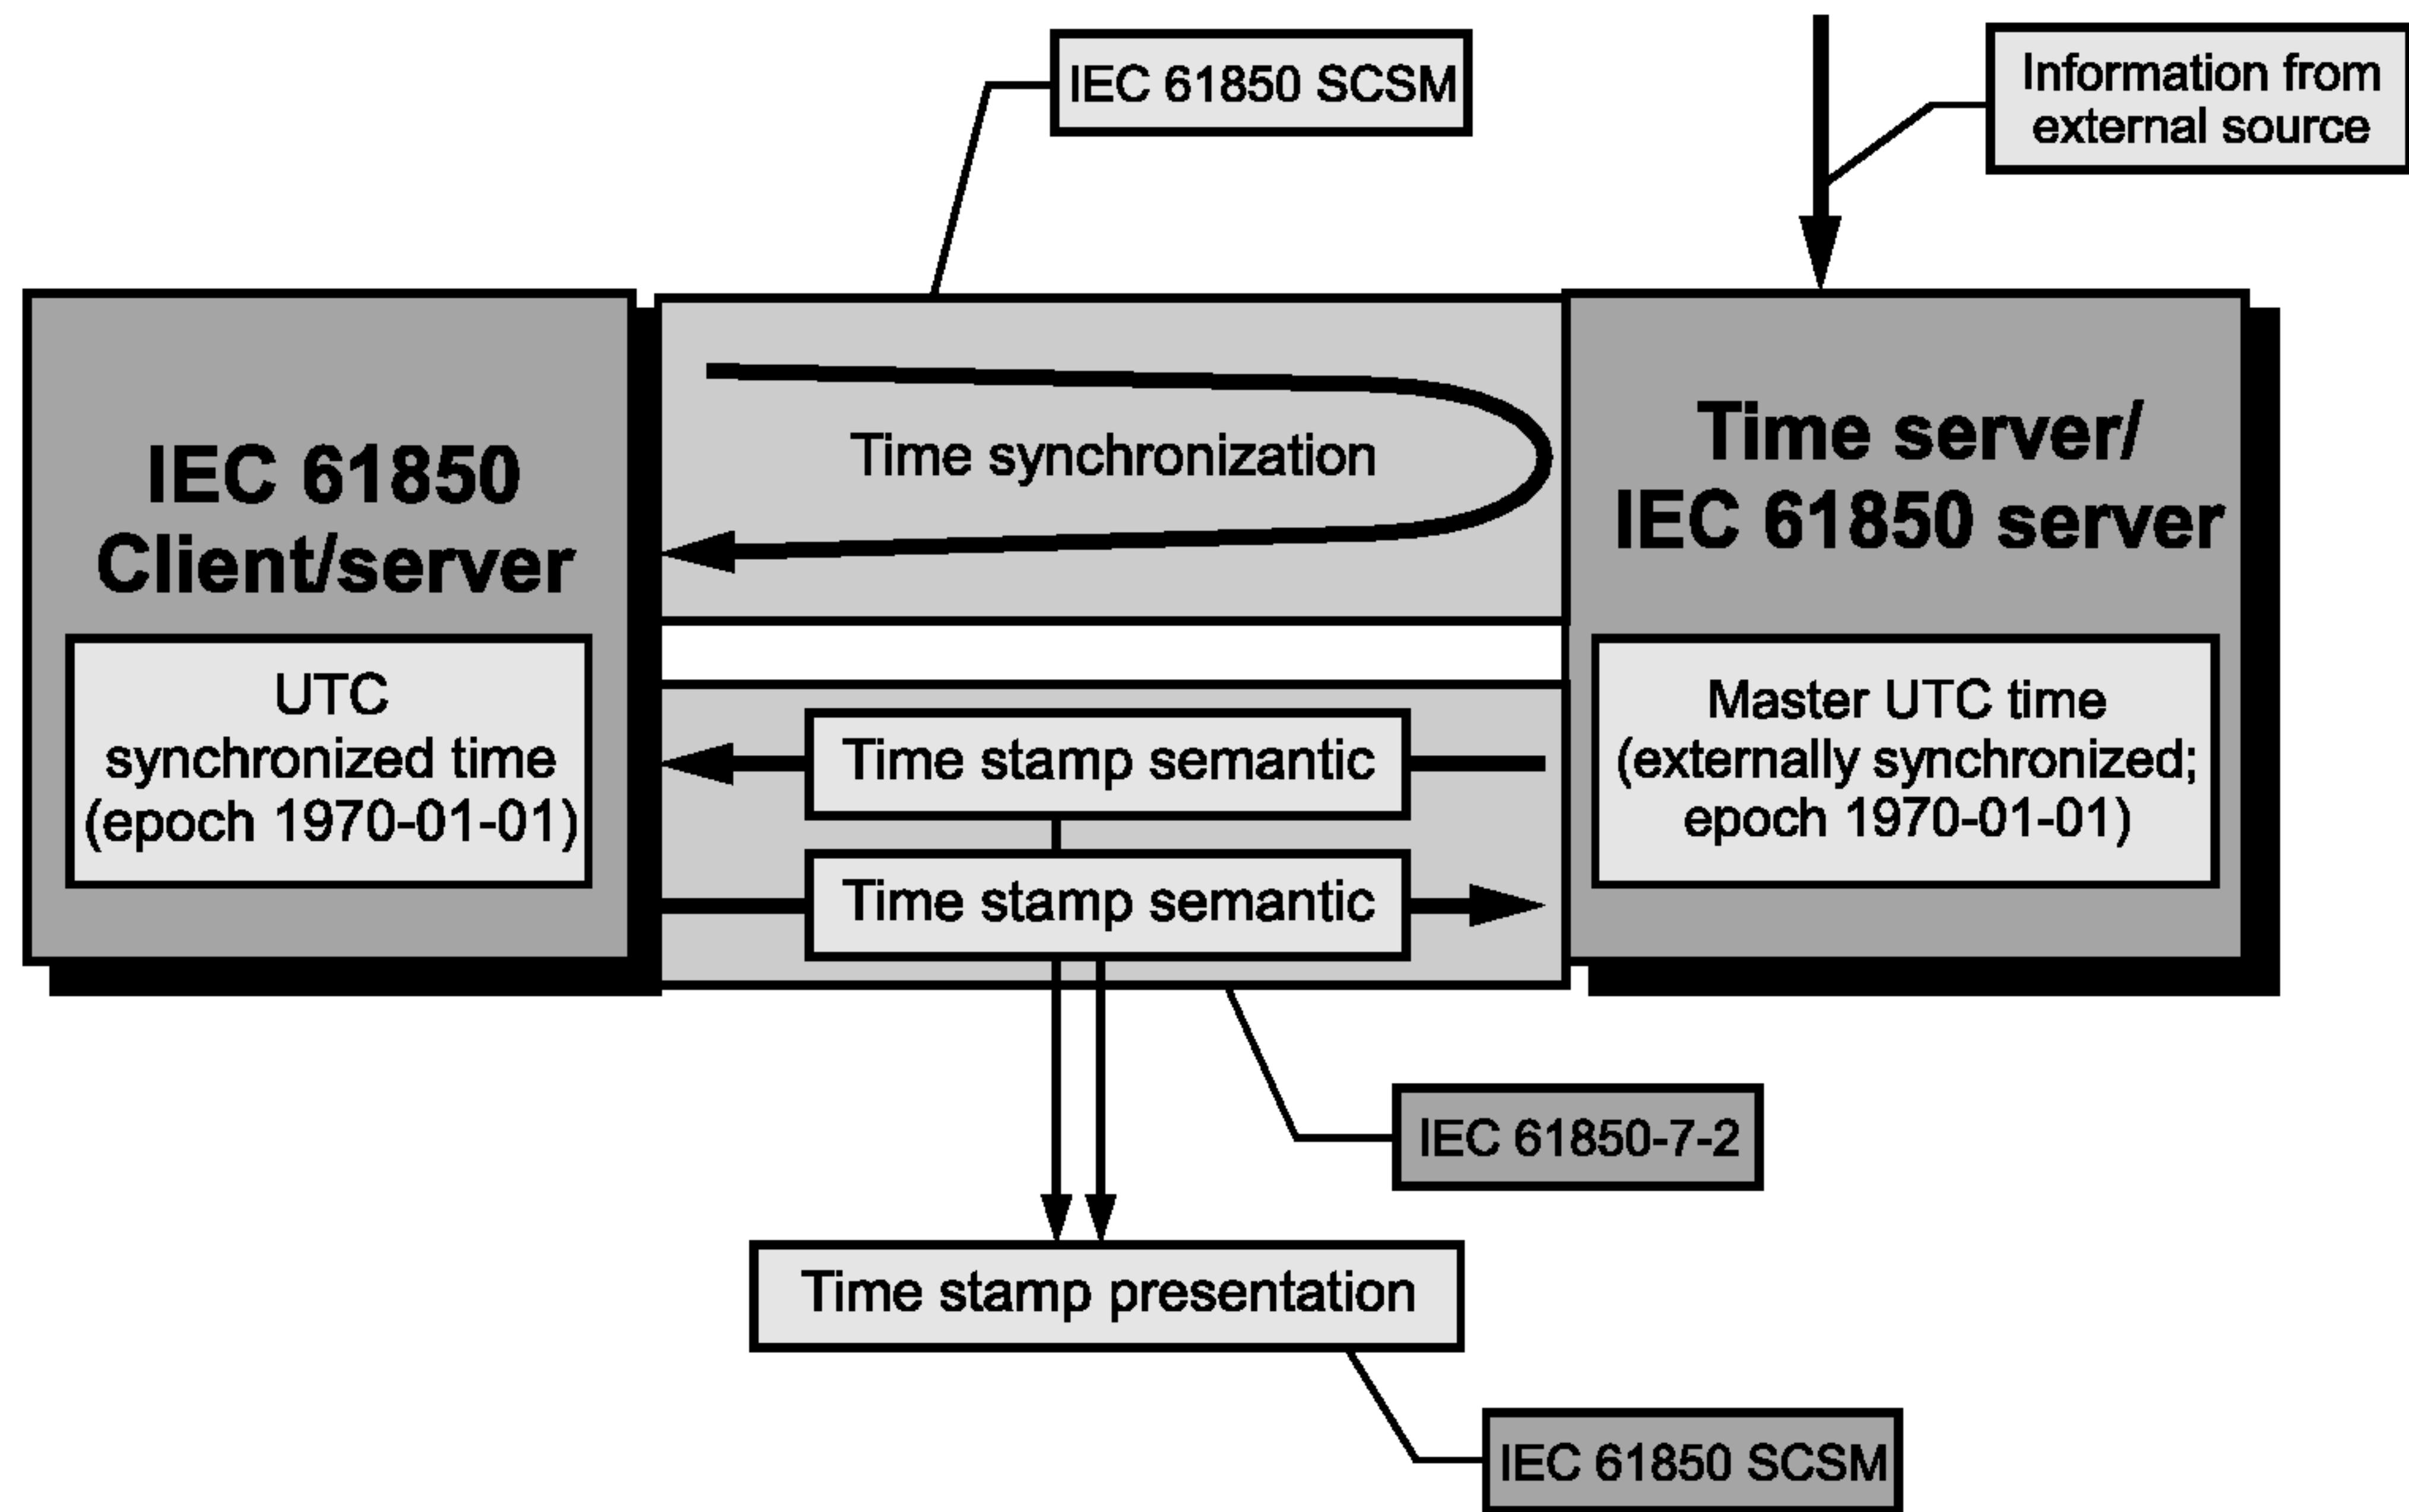 IEC 61850 SCSM
Information from
external source
IEC 61850
Client/server
Time synchronization
Time server/
IEC 61850 server
UTC
synchronized time
(epoch 1970-01-01)
Time stamp semantic
Time stamp semantic
Master UTC time
(externally synchronized;
epoch 1970-01-01)
IEC 61850-7-2
Time stamp presentation
IEC 61850 SCSM